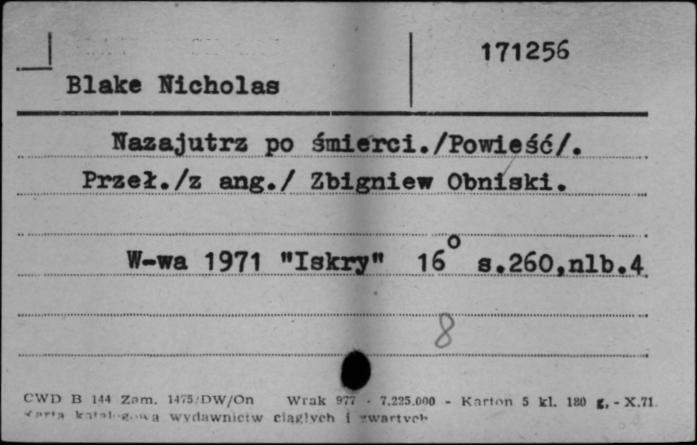 171256
Blake Nicholas
Nazajutrz po śmierci./Powieść/.
Przeł./z ang./ Zbigniew Obniski.
W-wa 1971 "Iskry" 16° s.260,nlb.4
8
CWD B 144 Zam. 1475/DW/On Wrak 977 - 7.225.000 - Karton 5 kl. 180 g. - X.71.
Karta katalogowa wydawnictw ciągłych i zwartych